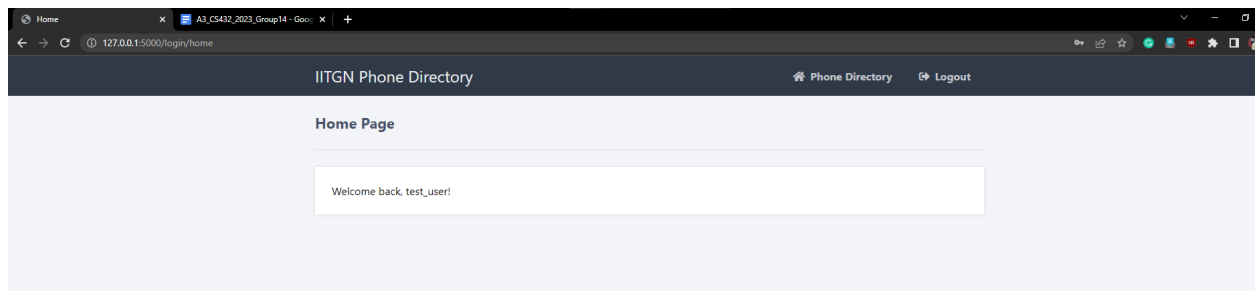 Home
A3_CS432_2023_Group14 - Goog
127.0.0.1:5000/login/home
IITGN Phone Directory
Phone Directory
Logout
Home Page
Welcome back, test_user!